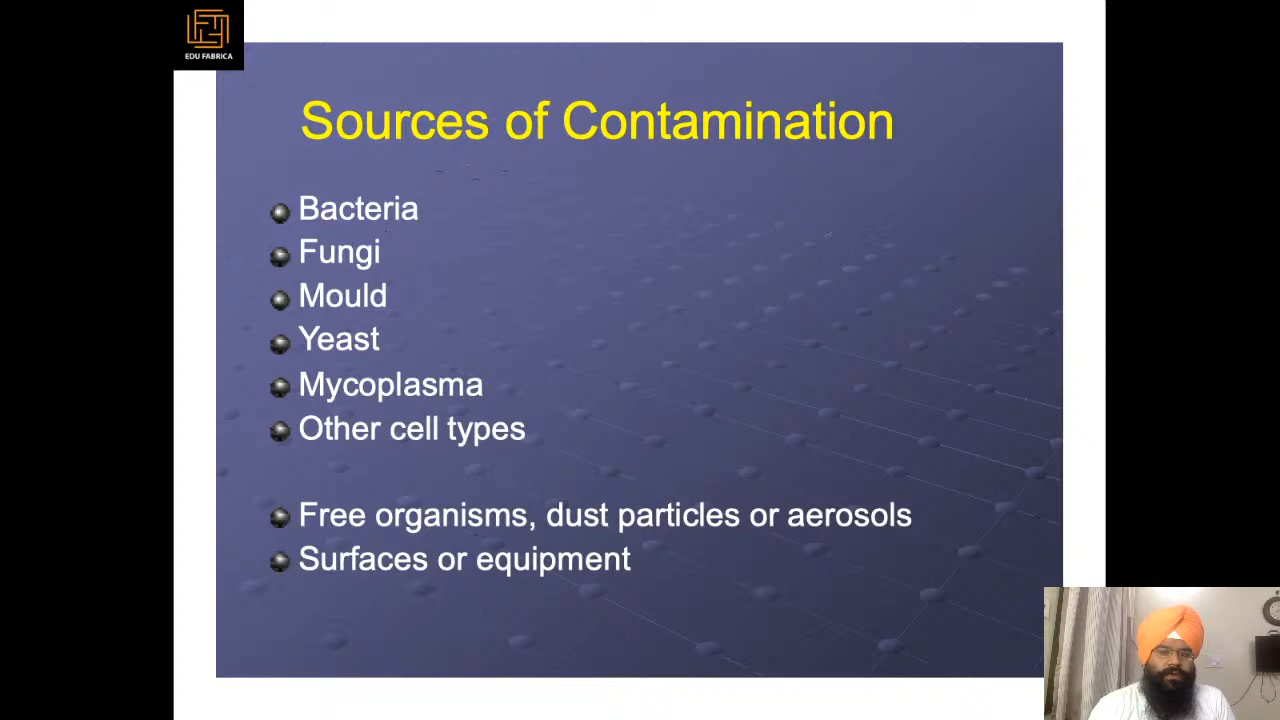 EDU FABRICA
Sources of Contamination
Bacteria
Fungi
Mould
Yeast
Mycoplasma
Other cell types
Free organisms, dust particles or aerosols
Surfaces or equipment